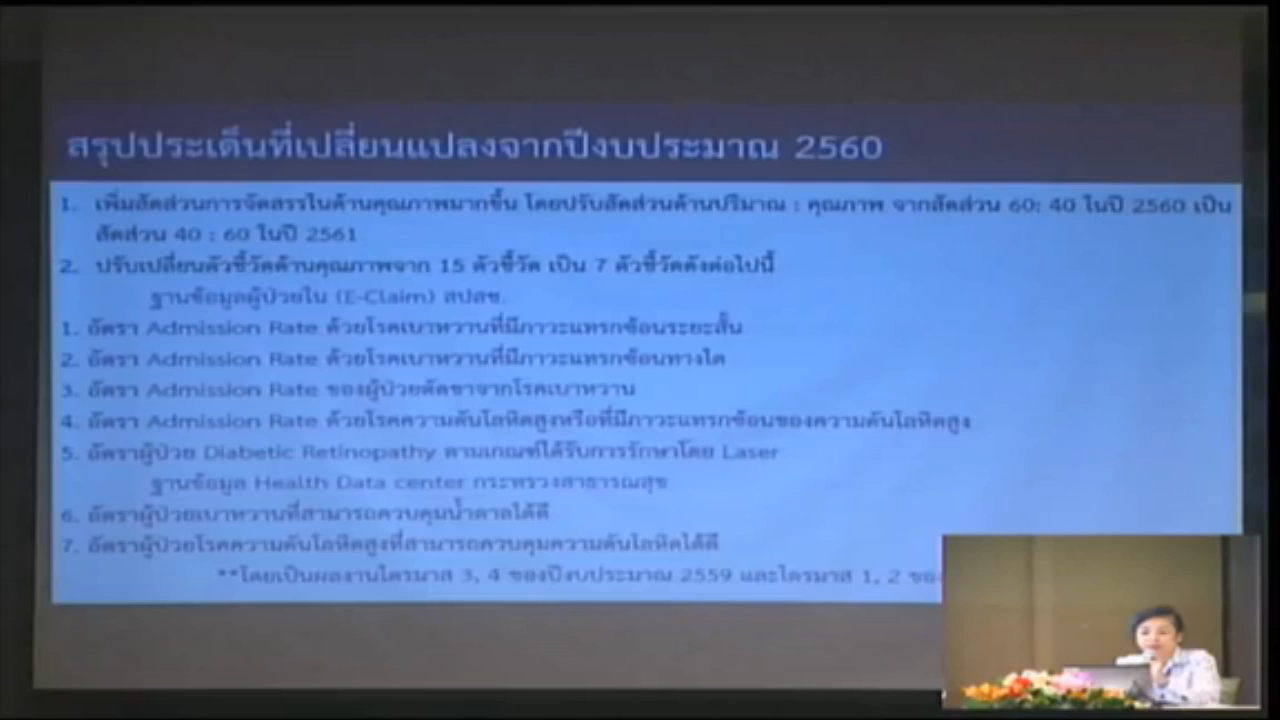 สรุปประเด็นที่เปลี่ยนแปลงจากปีงบประมาณ 2560
1. เพิ่มสัดส่วนการจัดสรรในด้านคุณภาพมากขึ้น โดยปรับสัดส่วนด้านปริมาณ : คุณภาพ จากสัดส่วน 60: 40 ในปี 2560 เป็น
สัดส่วน 40 : 60 ในปี 2561
2. ปรับเปลี่ยนตัวชี้วัดด้านคุณภาพจาก 15 ตัวชี้วัด เป็น 7 ตัวชี้วัดดังต่อไปนี้
ฐานข้อมูลผู้ป่วยใน (E-Claim) สปสช.
1. อัตรา Admission Rate ด้วยโรคเบาหวานที่มีภาวะแทรกซ้อนระยะสั้น
2. อัตรา Admission Rate ด้วยโรคเบาหวานที่มีภาวะแทรกซ้อนทางไต
3. อัตรา Admission Rate ของผู้ป่วยตัดขาจากโรคเบาหวาน
4. อัตรา Admission Rate ด้วยโรคความดันโลหิตสูงหรือที่มีภาวะแทรกซ้อนของความดันโลหิตสูง
5. อัตราผู้ป่วย Diabetic Retinopathy ตามเกณฑ์ได้รับการรักษาโดย Laser
ฐานข้อมูล Health Data center กระทรวงสาธารณสุข
6. อัตราผู้ป่วยเบาหวานที่สามารถควบคุมน้ำตาลได้ดี
7. อัตราผู้ป่วยโรคความดันโลหิตสูงที่สามารถควบคุมความดันโลหิตได้ดี
**โดยเป็นผลงานไตรมาส 3, 4 ของปีงบประมาณ 2559 และไตรมาส 1, 2 ของ